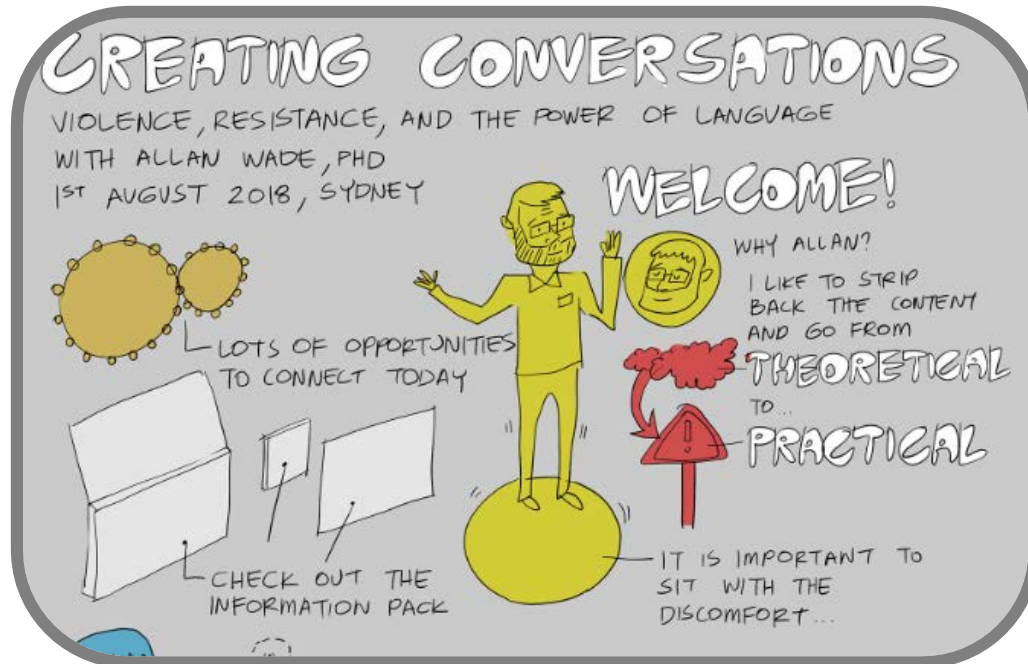 CREATING CONVERSATIONS
VIOLENCE, RESISTANCE, AND THE POWER OF LANGUAGE
WITH ALLAN WADE, PHD
1ST AUGUST 2018, SYDNEY
WELCOME!
WHY ALLAN?
I LIKE TO STRIP
BACK THE CONTENT
AND GO FROM
THEORETICAL
TO...
PRACTICAL
!
LOTS OF OPPORTUNITIES
TO CONNECT TODAY
CHECK OUT THE
INFORMATION PACK
IT IS IMPORTANT TO
SIT WITH THE
DISCOMFORT...